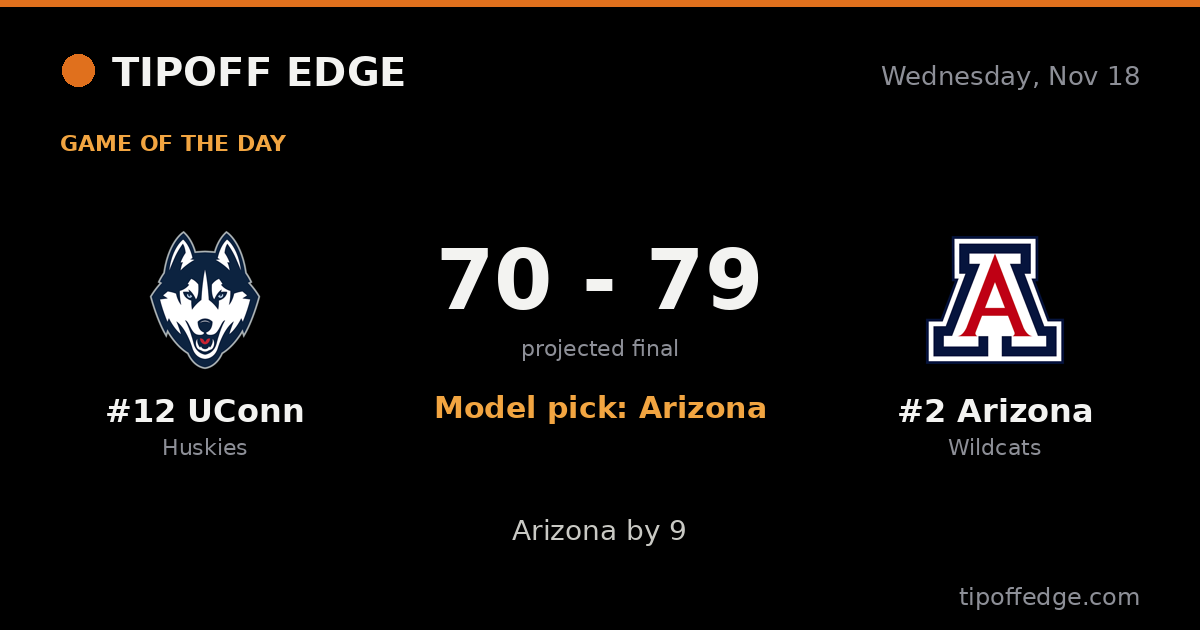 TIPOFF EDGE
Wednesday, Nov 18
GAME OF THE DAY
70 - 79
projected final
Model pick: Arizona
A
#12 UConn
Huskies
#2 Arizona
Wildcats
Arizona by 9
tipoffedge.com